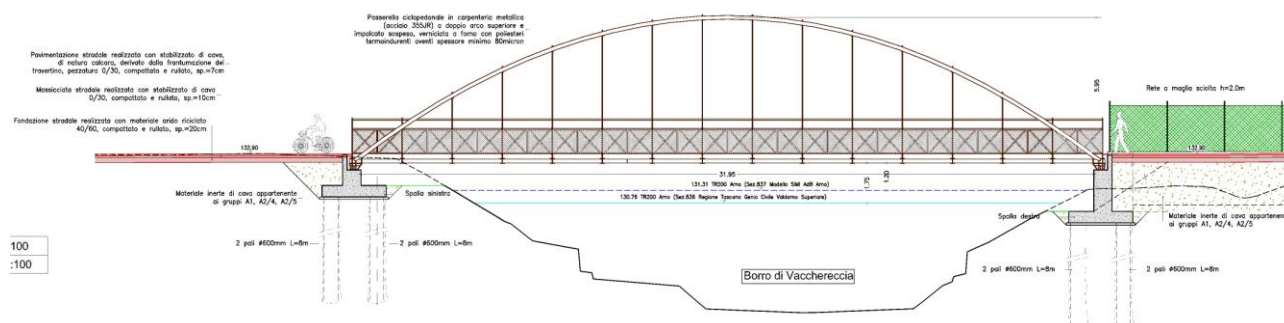 Passerella ciclopedonale in carpenteria metallica
(acciaio 355JR) a doppio arco superiore e
impalcato sospeso, verniciata a forno con poliesteri
termoindurenti aventi spessore minimo 80micron
Pavimentazione stradale realizzata con stabilizzato di cava,
di natura calcarea, derivato dalla frantumazione del
travertino, pezzatura 0/30, compattato e rullato, sp.=7cm
Massicciata stradale realizzata con stabilizzato di cava
0/30, compattato e rullato, sp.=10cm
Fondazione stradale realizzata con materiale arido riciclato
40/60, compattato e rullato, sp.=20cm
5.95
Rete a maglia sciolta h=2.0m
132.90
132.90
31.95
131.31 TR200 Arno (Sez.837 Modello SIMI AdB Arno)
1.75
1.20
130.76 TR200 Arno (Sez.836 Regione Toscana Genio Civile Valdarno Superiore)
Materiale inerte di cava appartenente
ai gruppi A1, A2/4, A2/5
Spalla sinistra
Spalla destra
Materiale inerte di cava appartenente
ai gruppi A1, A2/4, A2/5
2 pali ø600mm L=8m
2 pali ø600mm L=8m
100
:100
Borro di Vacchereccia
2 pali ø600mm L=8m
2 pali ø600mm L=8m